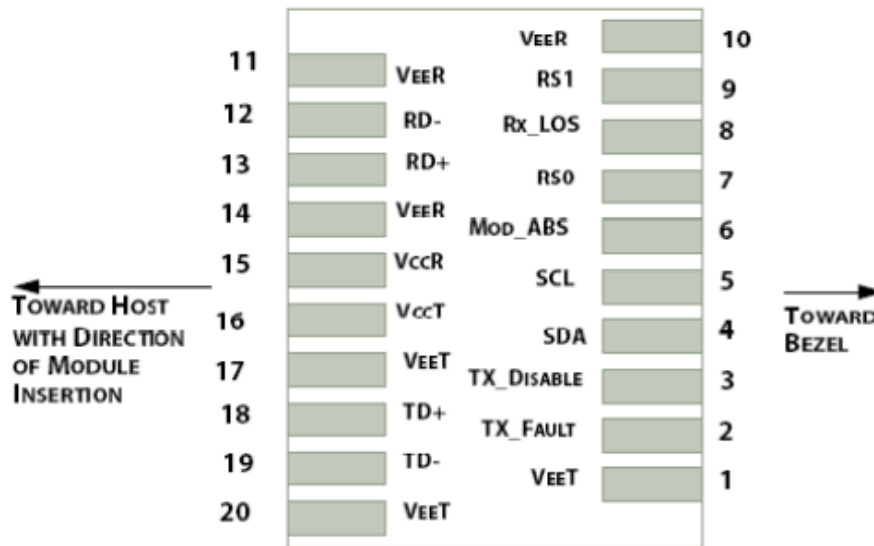 11 VEER
12 RD-
13 RD+
14 VEER
15 VCCR
16 VCCT
17 VEET
18 TD+
19 TD-
20 VEET
VEER 10
RS1 9
RX_LOS 8
RS0 7
MOD_ABS 6
SCL 5
SDA 4
TX_DISABLE 3
TX_FAULT 2
VEET 1
TOWARD HOST
WITH DIRECTION
OF MODULE
INSERTION
TOWARD
BEZEL